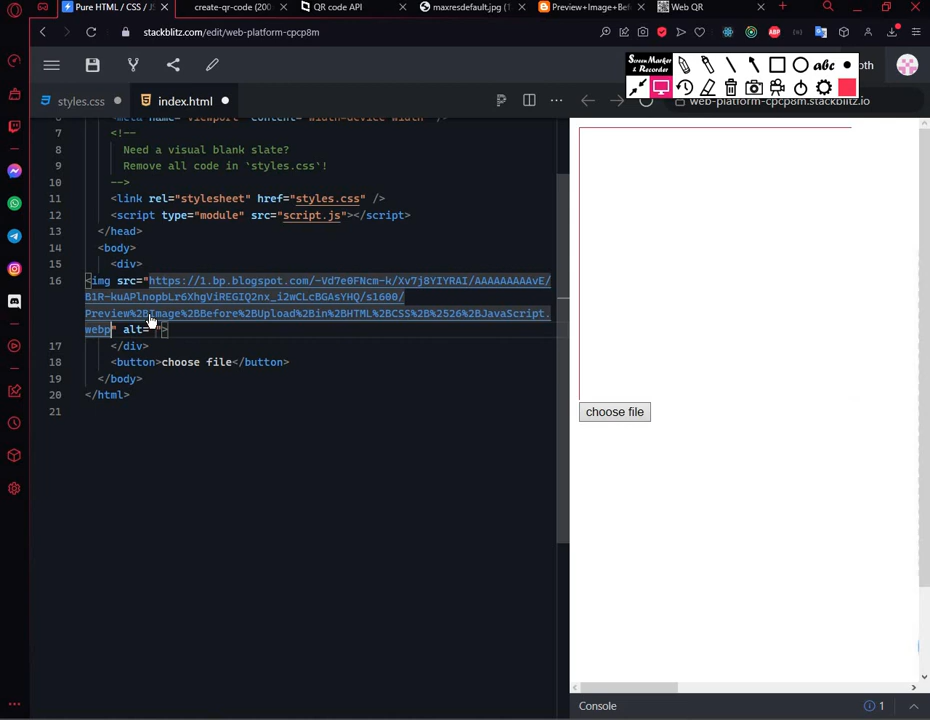 Pure HTML / CSS / J
create-qr-code (200
QR code API
maxresdefault.jpg (1
Preview+Image+Be
Web QR
stackblitz.com/edit/web-platform-cpcp8m
ABP
Screen Marker
& Recorder
abc
styles.css
index.html
web-platform-cpcp8m.stackblitz.io
7 <!--
8 Need a visual blank slate?
9 Remove all code in `styles.css`!
10 -->
11 <link rel="stylesheet" href="styles.css" />
12 <script type="module" src="script.js"></script>
13 </head>
14 <body>
15 <div>
16 <img src="https://1.bp.blogspot.com/-Vd7e0FNcm-k/Xv7j8YIYRAI/AAAAAAAAAvE/
B1R-kuAPlnopbLr6XhgViREGIQ2nx_i2wCLcBGAsYHQ/s1600/
Preview%2BImage%2BBefore%2BUpload%2Bin%2BHTML%2BCSS%2B%2526%2BJavaScript.
webp" alt="">
17 </div>
18 <button>choose file</button>
19 </body>
20 </html>
21
choose file
Console
1